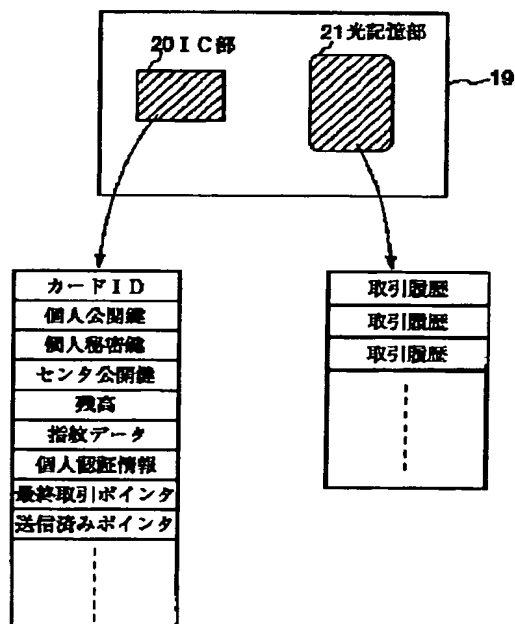 20 IC部
21光記憶部
19
カードID
個人公開鍵
個人秘密鍵
センタ公開鍵
残高
指紋データ
個人認証情報
最終取引ポインタ
送信済みポインタ
取引履歴
取引履歴
取引履歴